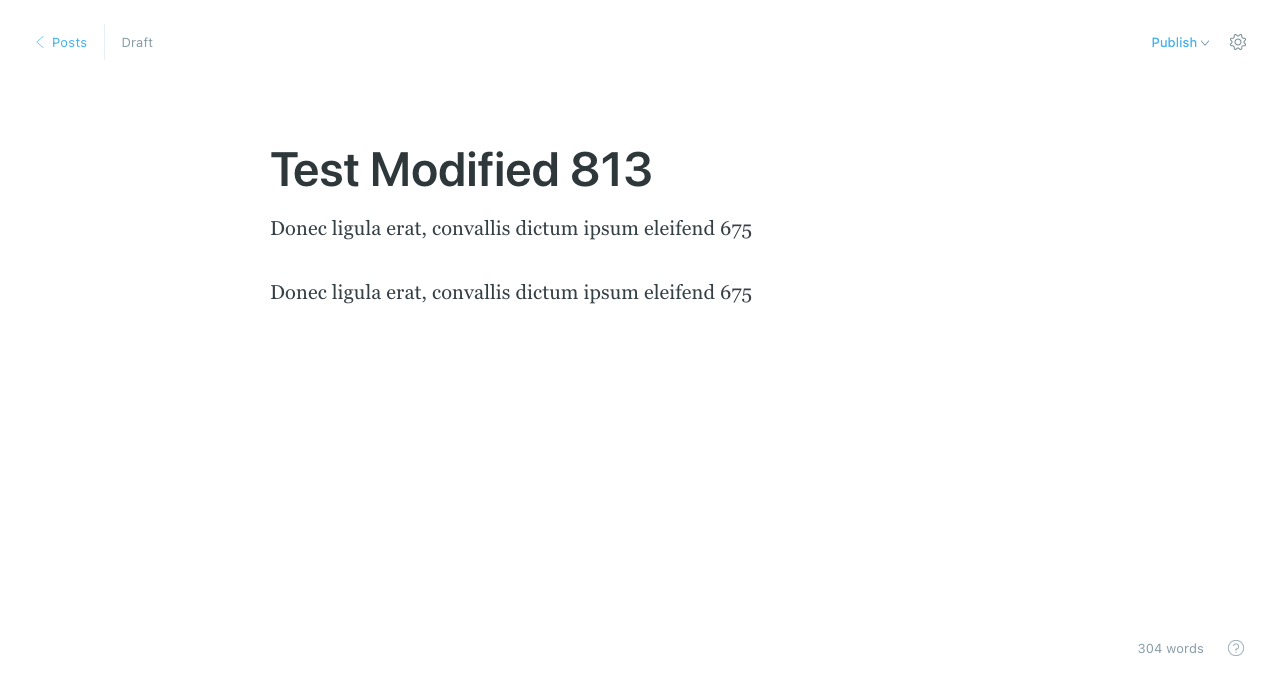 Posts
Draft
Publish
Test Modified 813
Donec ligula erat, convallis dictum ipsum eleifend 675
Donec ligula erat, convallis dictum ipsum eleifend 675
304 words
?